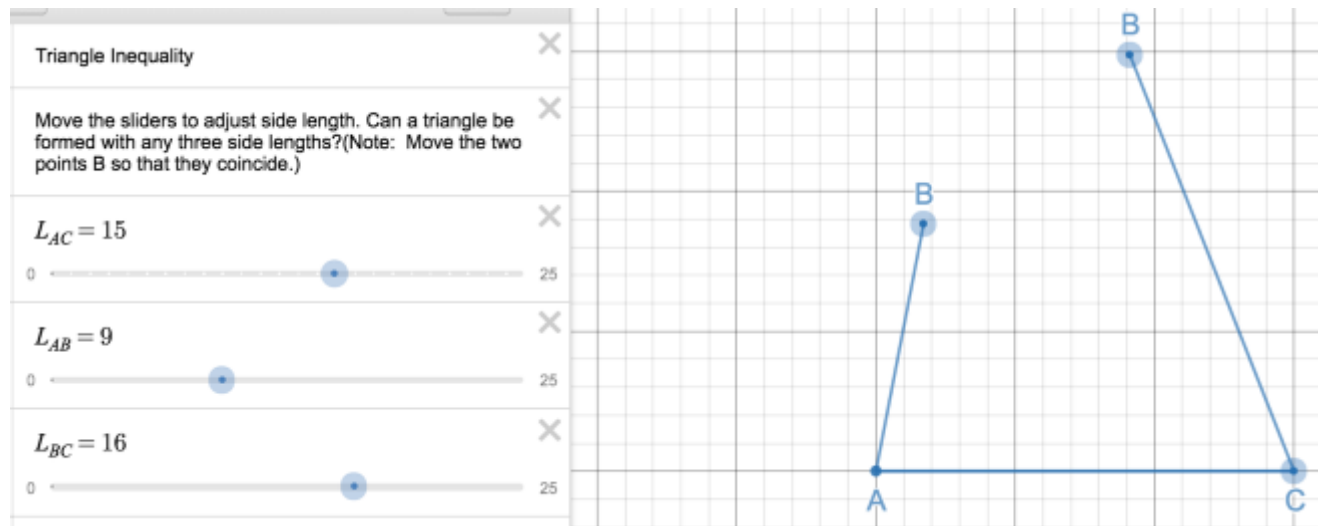 Triangle Inequality
Move the sliders to adjust side length. Can a triangle be
formed with any three side lengths?(Note: Move the two
points B so that they coincide.)
L_AC = 15
0 25
L_AB = 9
0 25
L_BC = 16
0 25
B
B
A
C